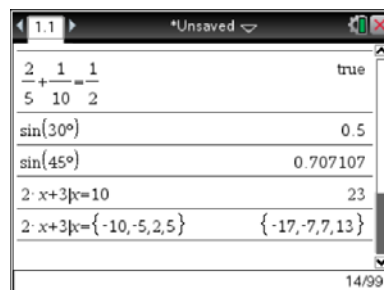 1.1 *Unsaved
2/5+1/10=1/2 true
sin(30°) 0.5
sin(45°) 0.707107
2·x+3|x=10 23
2·x+3|x={-10,-5,2,5} {-17,-7,7,13}
14/99